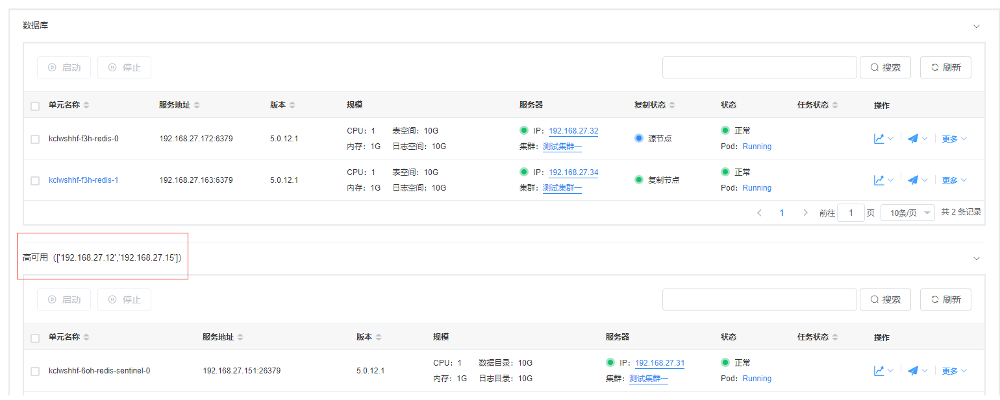 数据库
启动 停止 搜索 刷新
单元名称 服务地址 版本 规模 服务器 复制状态 状态 任务状态 操作
CPU：1 表空间：10G IP：192.168.27.32 正常
kclwshhf-f3h-redis-0 192.168.27.172:6379 5.0.12.1 源节点 更多
内存：1G 日志空间：10G 集群：测试集群一 Pod：Running
CPU：1 表空间：10G IP：192.168.27.34 正常
kclwshhf-f3h-redis-1 192.168.27.163:6379 5.0.12.1 复制节点 更多
内存：1G 日志空间：10G 集群：测试集群一 Pod：Running
1 前往 1 页 10条/页 共 2 条记录
高可用（['192.168.27.12','192.168.27.15']）
启动 停止 搜索 刷新
单元名称 服务地址 版本 规模 服务器 状态 任务状态 操作
CPU：1 数据目录：10G IP：192.168.27.31 正常
kclwshhf-6oh-redis-sentinel-0 192.168.27.151:26379 5.0.12.1 更多
内存：1G 日志目录：10G 集群：测试集群一 Pod：Running